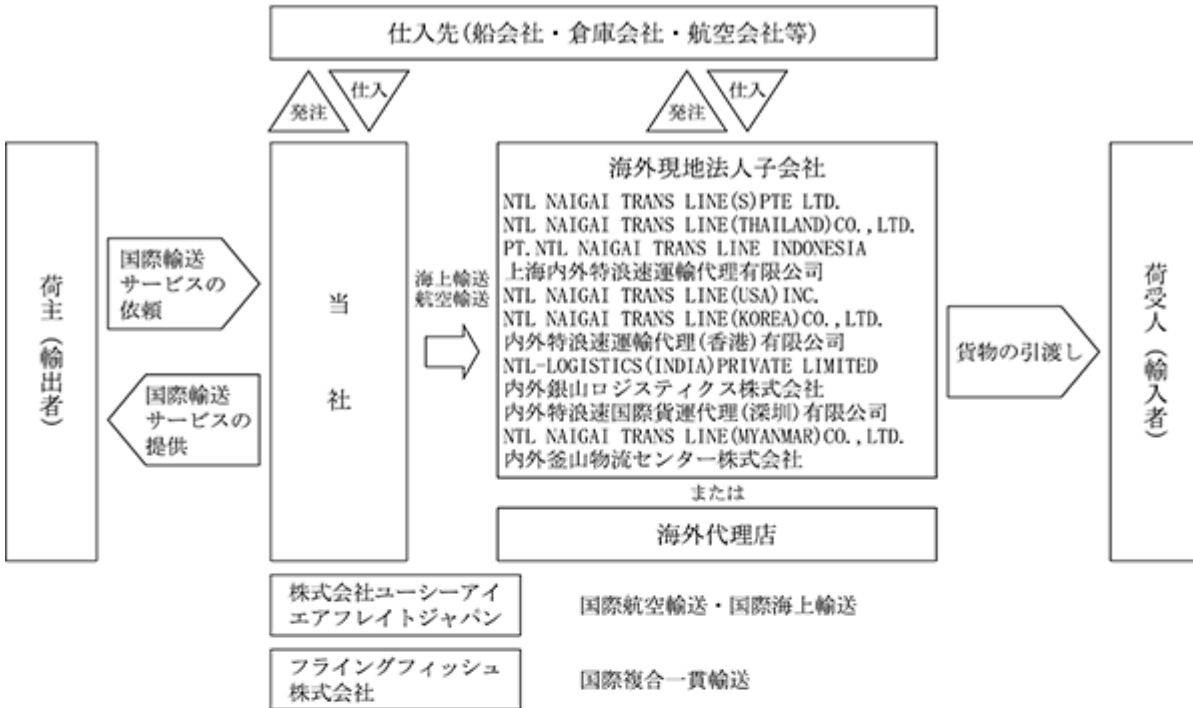 仕入先(船会社・倉庫会社・航空会社等)
発注
仕入
発注
仕入
荷主(輸出者)
国際輸送
サービスの
依頼
国際輸送
サービスの
提供
当社
海上輸送
航空輸送
海外現地法人子会社
NTL NAIGAI TRANS LINE(S)PTE LTD.
NTL NAIGAI TRANS LINE(THAILAND)CO.,LTD.
PT.NTL NAIGAI TRANS LINE INDONESIA
上海内外特浪速運輸代理有限公司
NTL NAIGAI TRANS LINE(USA)INC.
NTL NAIGAI TRANS LINE(KOREA)CO.,LTD.
内外特浪速運輸代理(香港)有限公司
NTL-LOGISTICS(INDIA)PRIVATE LIMITED
内外銀山ロジスティクス株式会社
内外特浪速国際貨運代理(深圳)有限公司
NTL NAIGAI TRANS LINE(MYANMAR)CO.,LTD.
内外釜山物流センター株式会社
または
海外代理店
貨物の引渡し
荷受人(輸入者)
株式会社ユーシーアイ
エアフレイトジャパン
国際航空輸送・国際海上輸送
フライングフィッシュ
株式会社
国際複合一貫輸送